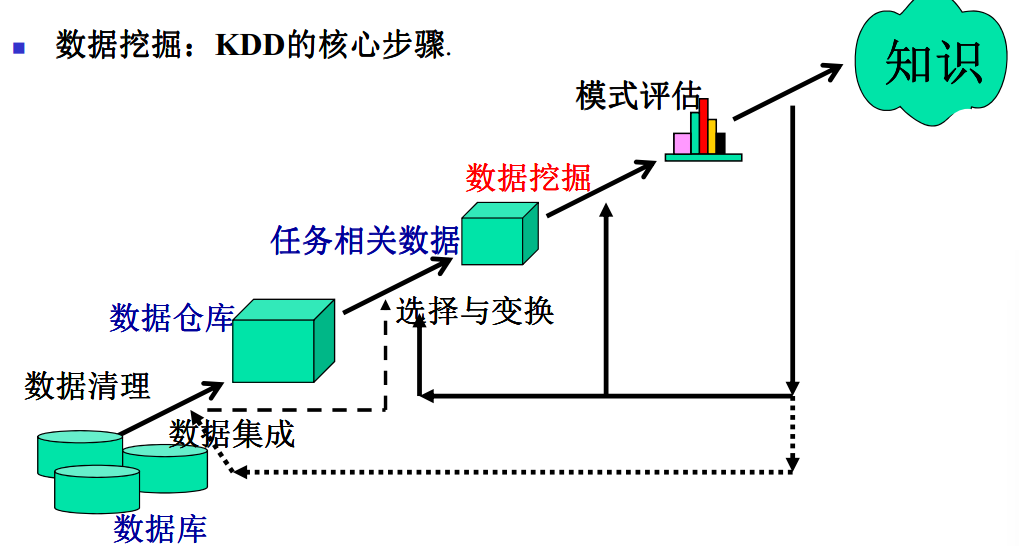 数据挖掘：KDD的核心步骤.
知识
模式评估
数据挖掘
任务相关数据
选择与变换
数据仓库
数据清理
数据集成
数据库